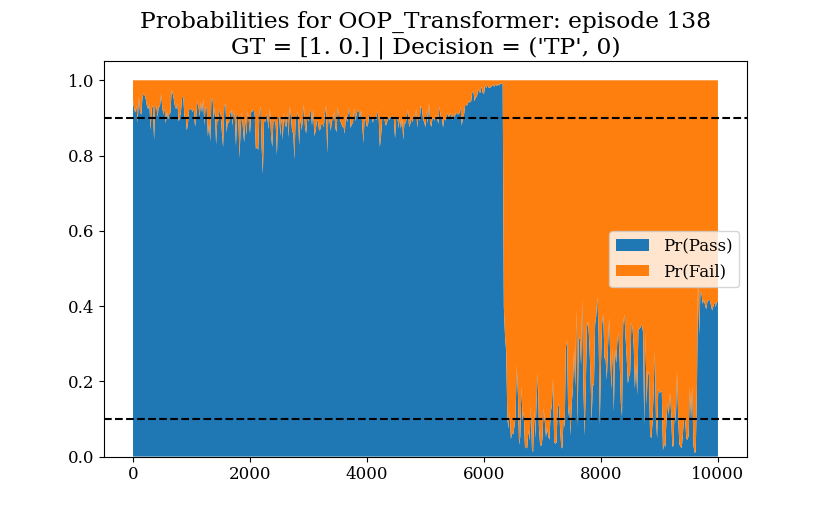 Probabilities for OOP_Transformer: episode 138
GT = [1. 0.] | Decision = ('TP', 0)
1.0
0.8
0.6
0.4
0.2
0.0
Pr(Pass)
Pr(Fail)
0 2000 4000 6000 8000 10000